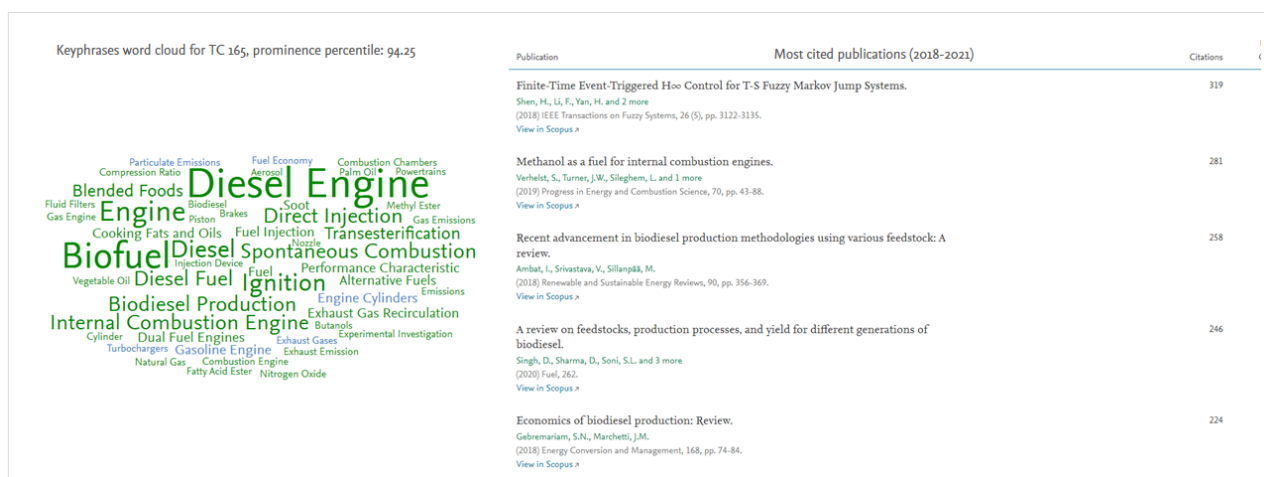 Keyphrases word cloud for TC 165, prominence percentile: 94.25
Particulate Emissions Fuel Economy Combustion Chambers
Compression Ratio Aerosol Palm Oil Powertrains
Blended Foods Diesel Engine
Fluid Filters Biodiesel Soot Methyl Ester
Gas Engine Engine Piston Brakes Direct Injection Gas Emissions
Cooking Fats and Oils Fuel Injection Transesterification
Biofuel Diesel Nozzle Spontaneous Combustion
Injection Device Fuel Performance Characteristic
Vegetable Oil Diesel Fuel Ignition Alternative Fuels
Emissions
Biodiesel Production Engine Cylinders
Exhaust Gas Recirculation
Internal Combustion Engine Butanols
Cylinder Dual Fuel Engines Exhaust Gases Experimental Investigation
Turbochargers Gasoline Engine Exhaust Emission
Natural Gas Combustion Engine
Fatty Acid Ester Nitrogen Oxide
Publication Most cited publications (2018-2021) Citations
Finite-Time Event-Triggered H∞ Control for T-S Fuzzy Markov Jump Systems. 319
Shen, H., Li, F., Yan, H. and 2 more
(2018) IEEE Transactions on Fuzzy Systems, 26 (5), pp. 3122-3135.
View in Scopus ↗
Methanol as a fuel for internal combustion engines. 281
Verhelst, S., Turner, J.W., Sileghem, L. and 1 more
(2019) Progress in Energy and Combustion Science, 70, pp. 43-88.
View in Scopus ↗
Recent advancement in biodiesel production methodologies using various feedstock: A 258
review.
Ambat, I., Srivastava, V., Sillanpää, M.
(2018) Renewable and Sustainable Energy Reviews, 90, pp. 356-369.
View in Scopus ↗
A review on feedstocks, production processes, and yield for different generations of 246
biodiesel.
Singh, D., Sharma, D., Soni, S.L. and 3 more
(2020) Fuel, 262.
View in Scopus ↗
Economics of biodiesel production: Review. 224
Gebremariam, S.N., Marchetti, J.M.
(2018) Energy Conversion and Management, 168, pp. 74-84.
View in Scopus ↗